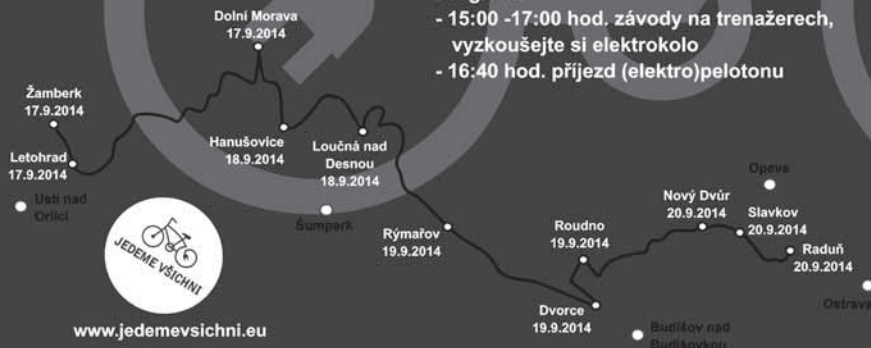 - 15:00 -17:00 hod. závody na trenažerech,
vyzkoušejte si elektrokolo
- 16:40 hod. příjezd (elektro)pelotonu
Dolní Morava
17.9.2014
Žamberk
17.9.2014
Letohrad
17.9.2014
Hanušovice
18.9.2014
Loučná nad
Desnou
18.9.2014
Ustí nad
Orlicí
Šumperk
Rýmařov
19.9.2014
Roudno
19.9.2014
Dvorce
19.9.2014
Nový Dvůr
20.9.2014
Opava
Slavkov
20.9.2014
Raduň
20.9.2014
Ostrava
Budišov nad
Budišovkou
JEDEME VŠICHNI
www.jedemevsichni.eu